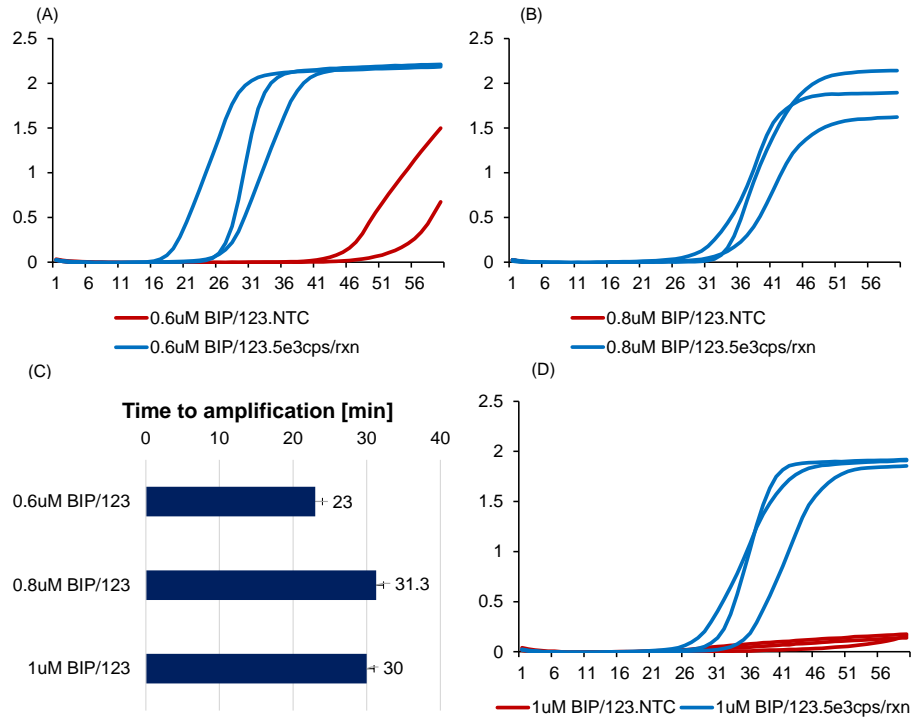 (A)
2.5
2
1.5
1
0.5
0
1 6 11 16 21 26 31 36 41 46 51 56
0.6uM BIP/123.NTC
0.6uM BIP/123.5e3cps/rxn
(B)
2.5
2
1.5
1
0.5
0
1 6 11 16 21 26 31 36 41 46 51 56
0.8uM BIP/123.NTC
0.8uM BIP/123.5e3cps/rxn
(C)
Time to amplification [min]
0 10 20 30 40
0.6uM BIP/123 23
0.8uM BIP/123 31.3
1uM BIP/123 30
(D)
2.5
2
1.5
1
0.5
0
1 6 11 16 21 26 31 36 41 46 51 56
1uM BIP/123.NTC 1uM BIP/123.5e3cps/rxn